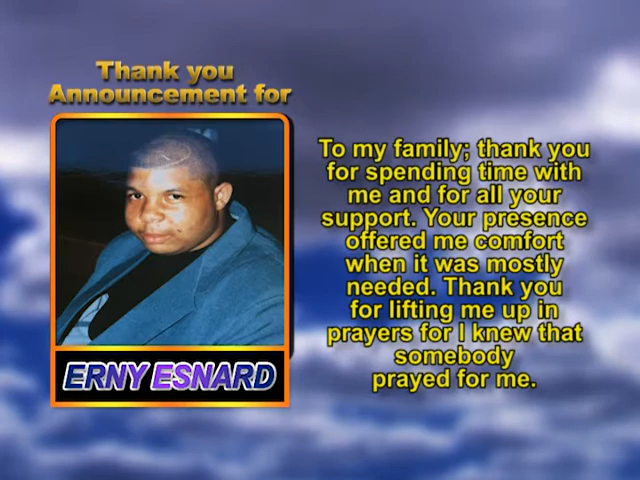 Thank you
Announcement for
ERNY ESNARD
To my family; thank you
for spending time with
me and for all your
support. Your presence
offered me comfort
when it was mostly
needed. Thank you
for lifting me up in
prayers for I knew that
somebody
prayed for me.